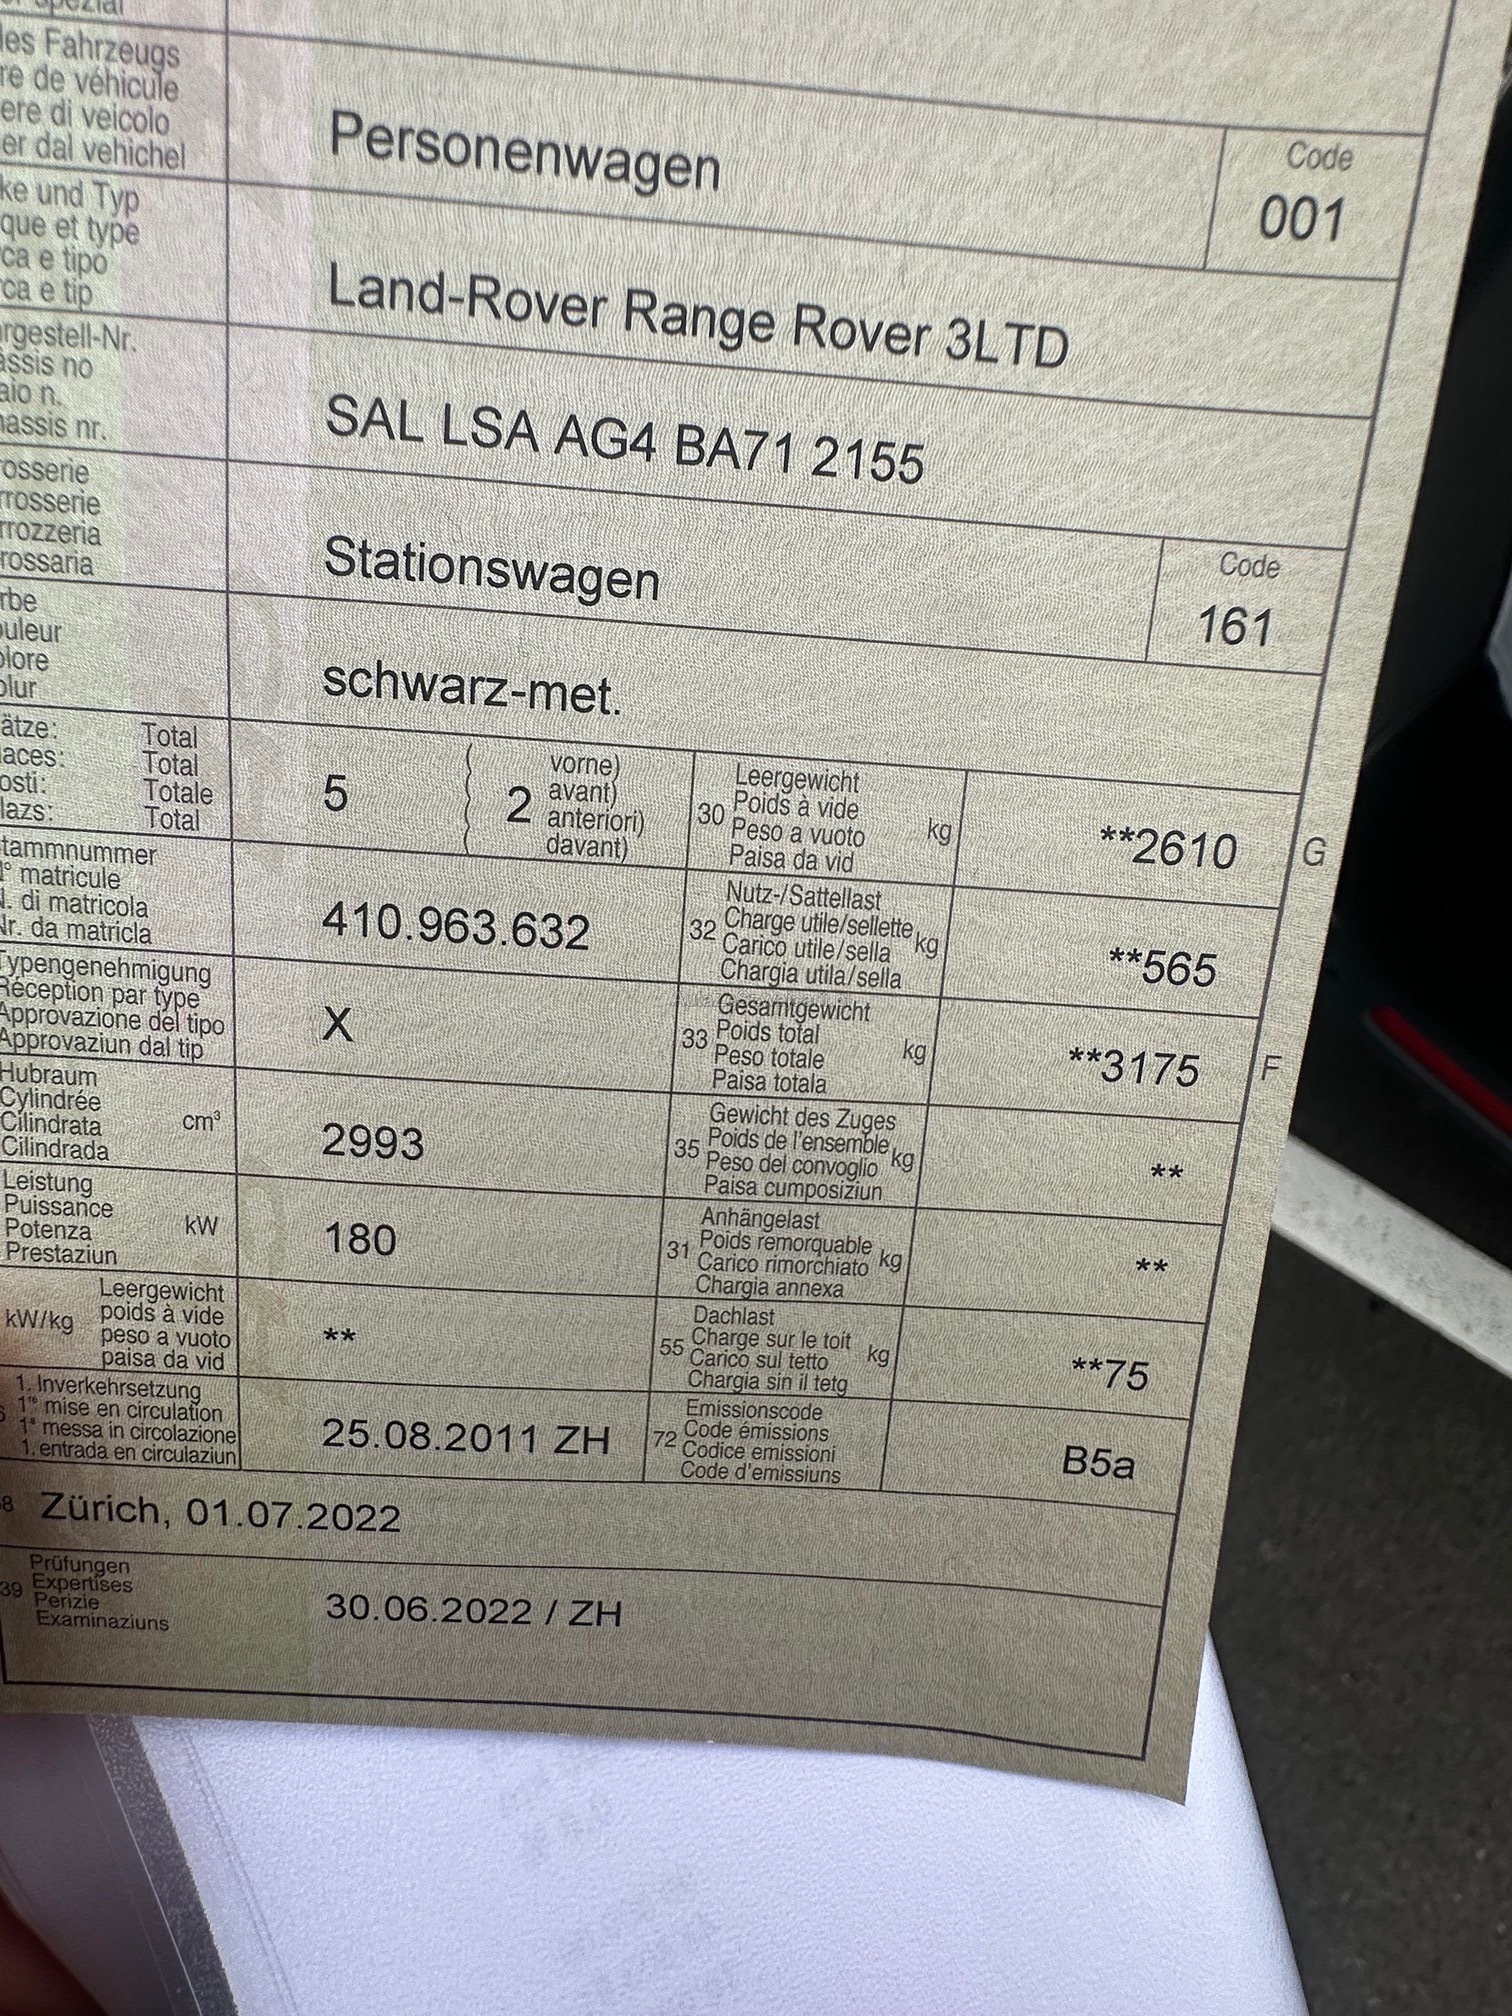 les Fahrzeugs
re de véhicule
ere di veicolo
er dal vehichel
Personenwagen
Code
001
ke und Typ
que et type
ca e tipo
ca e tip
Land-Rover Range Rover 3LTD
rgestell-Nr.
assis no
aio n.
assis nr.
SAL LSA AG4 BA71 2155
osserie
rrosserie
rrozzeria
rossaria
Stationswagen
Code
161
rbe
uleur
olore
olur
schwarz-met.
ätze: Total
aces: Total
osti: Totale
lazs: Total
5
2
vorne)
avant)
anteriori)
davant)
30
Leergewicht
Poids à vide
Peso a vuoto
Paisa da vid
kg
**2610
G
tammnummer
° matricule
. di matricola
Nr. da matricla
410.963.632
32
Nutz-/Sattellast
Charge utile/sellette
Carico utile/sella
Chargia utila/sella
kg
**565
Typengenehmigung
Réception par type
Approvazione del tipo
Approvaziun dal tip
X
33
Gesamtgewicht
Poids total
Peso totale
Paisa totala
kg
**3175
F
Hubraum
Cylindrée
Cilindrata
Cilindrada
cm³
2993
35
Gewicht des Zuges
Poids de l'ensemble
Peso del convoglio
Paisa cumposiziun
kg
**
Leistung
Puissance
Potenza
Prestaziun
kW
180
31
Anhängelast
Poids remorquable
Carico rimorchiato
Chargia annexa
kg
**
kW/kg
Leergewicht
poids à vide
peso a vuoto
paisa da vid
**
55
Dachlast
Charge sur le toit
Carico sul tetto
Chargia sin il tetg
kg
**75
1. Inverkehrsetzung
1re mise en circulation
1a messa in circolazione
1. entrada en circulaziun
25.08.2011 ZH
72
Emissionscode
Code émissions
Codice emissioni
Code d'emissiuns
B5a
8 Zürich, 01.07.2022
39
Prüfungen
Expertises
Perizie
Examinaziuns
30.06.2022 / ZH